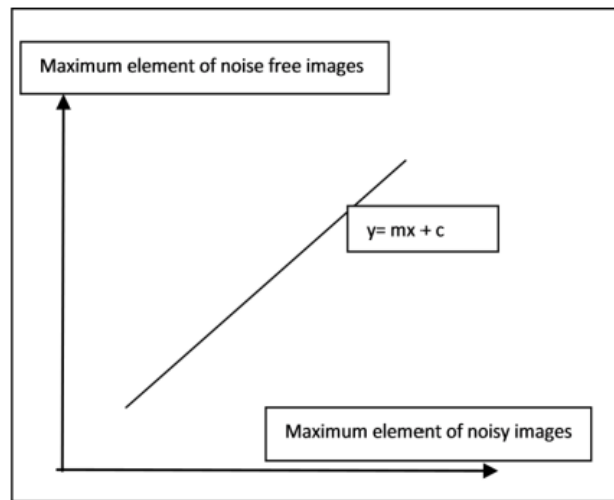 Maximum element of noise free images
y= mx + c
Maximum element of noisy images